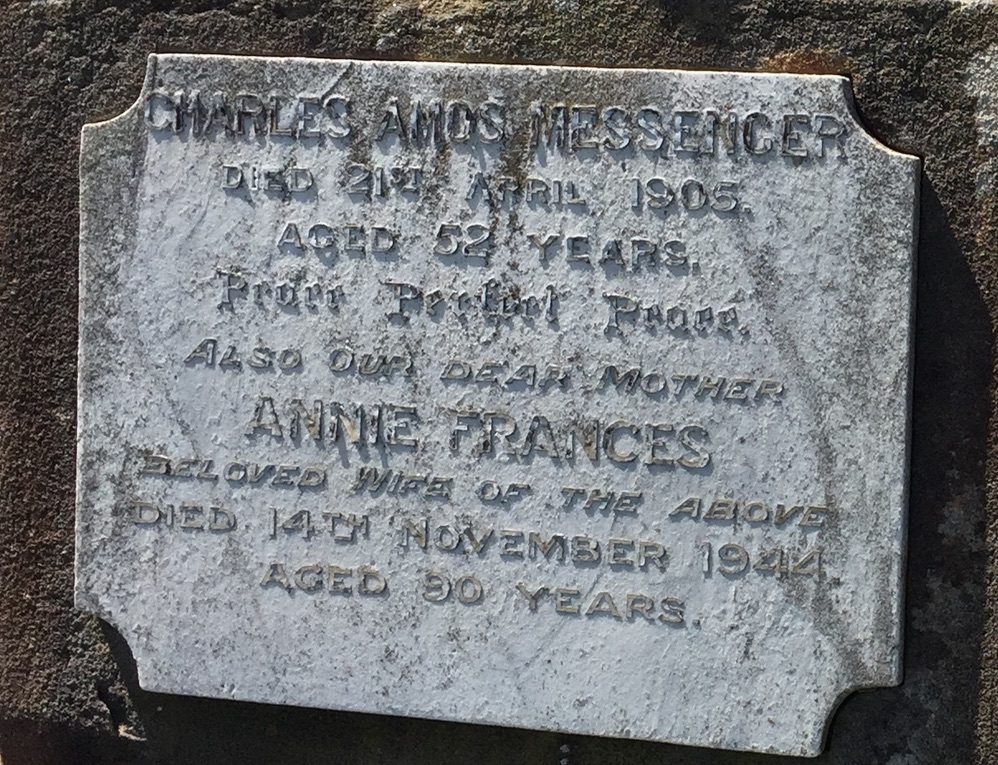 CHARLES AMOS MESSENGER
DIED 21ST APRIL 1905.
AGED 52 YEARS.
Peace Perfect Peace.
ALSO OUR DEAR MOTHER
ANNIE FRANCES
BELOVED WIFE OF THE ABOVE
DIED 14TH NOVEMBER 1944.
AGED 90 YEARS.